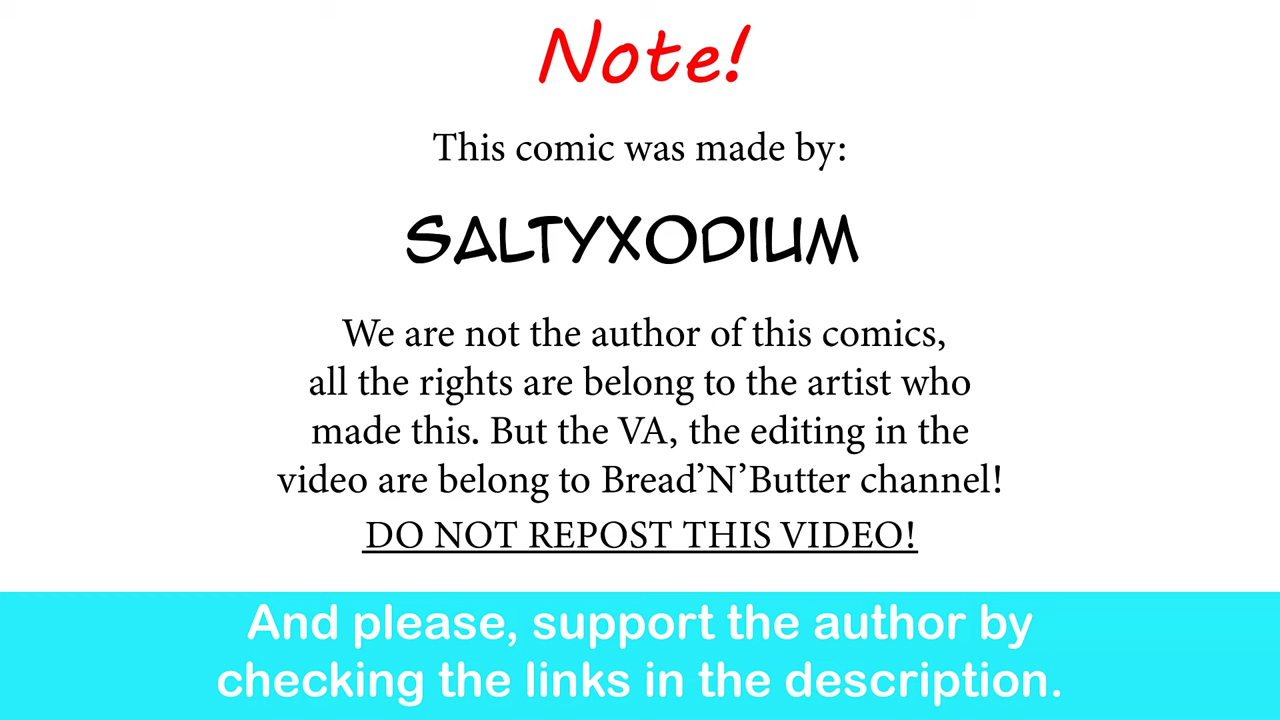 Note!
This comic was made by:
SALTYXODIUM
We are not the author of this comics,
all the rights are belong to the artist who
made this. But the VA, the editing in the
video are belong to Bread’N’Butter channel!
DO NOT REPOST THIS VIDEO!
And please, support the author by
checking the links in the description.